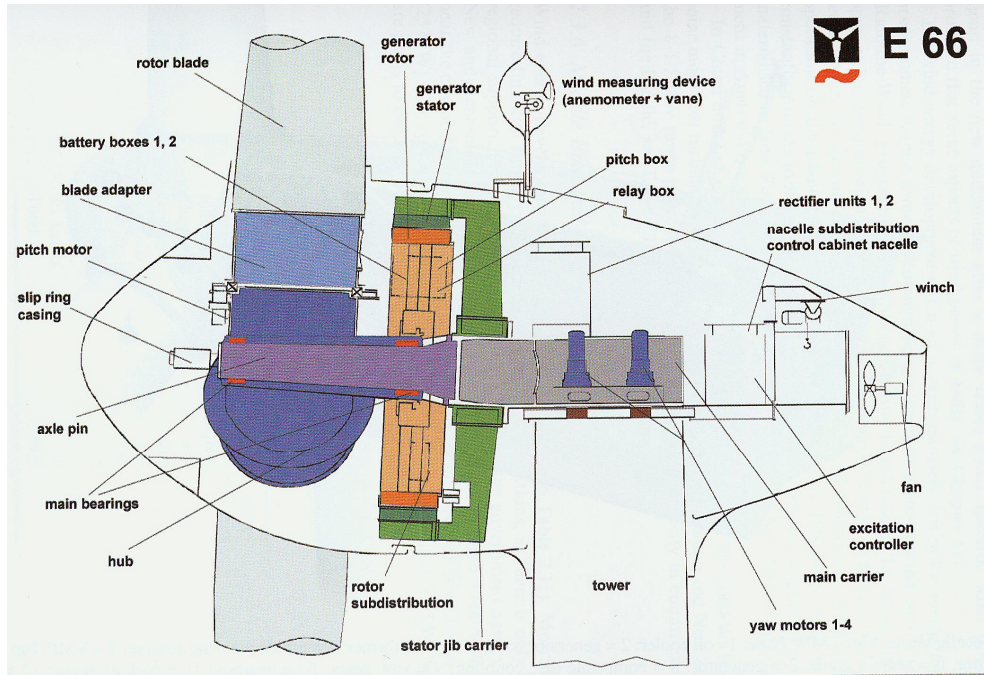 E 66
generator
rotor
rotor blade
generator
stator
wind measuring device
(anemometer + vane)
battery boxes 1, 2
pitch box
blade adapter
relay box
rectifier units 1, 2
nacelle subdistribution
control cabinet nacelle
pitch motor
winch
slip ring
casing
axle pin
main bearings
fan
hub
excitation
controller
main carrier
rotor
subdistribution
tower
yaw motors 1-4
stator jib carrier